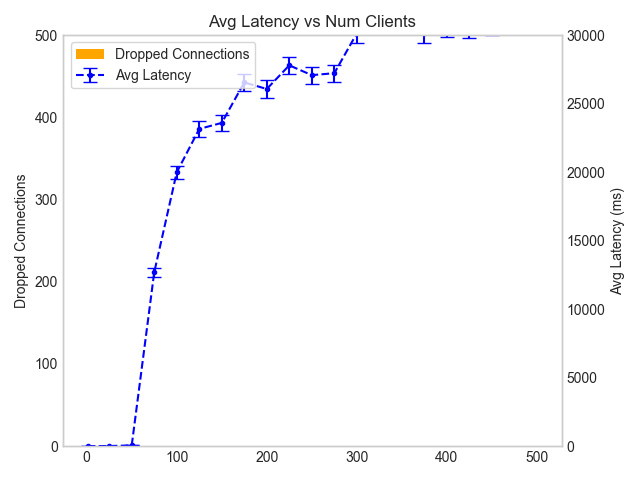 Avg Latency vs Num Clients
Dropped Connections
Avg Latency
500
400
300
200
100
0
Dropped Connections
30000
25000
20000
15000
10000
5000
0
Avg Latency (ms)
0 100 200 300 400 500